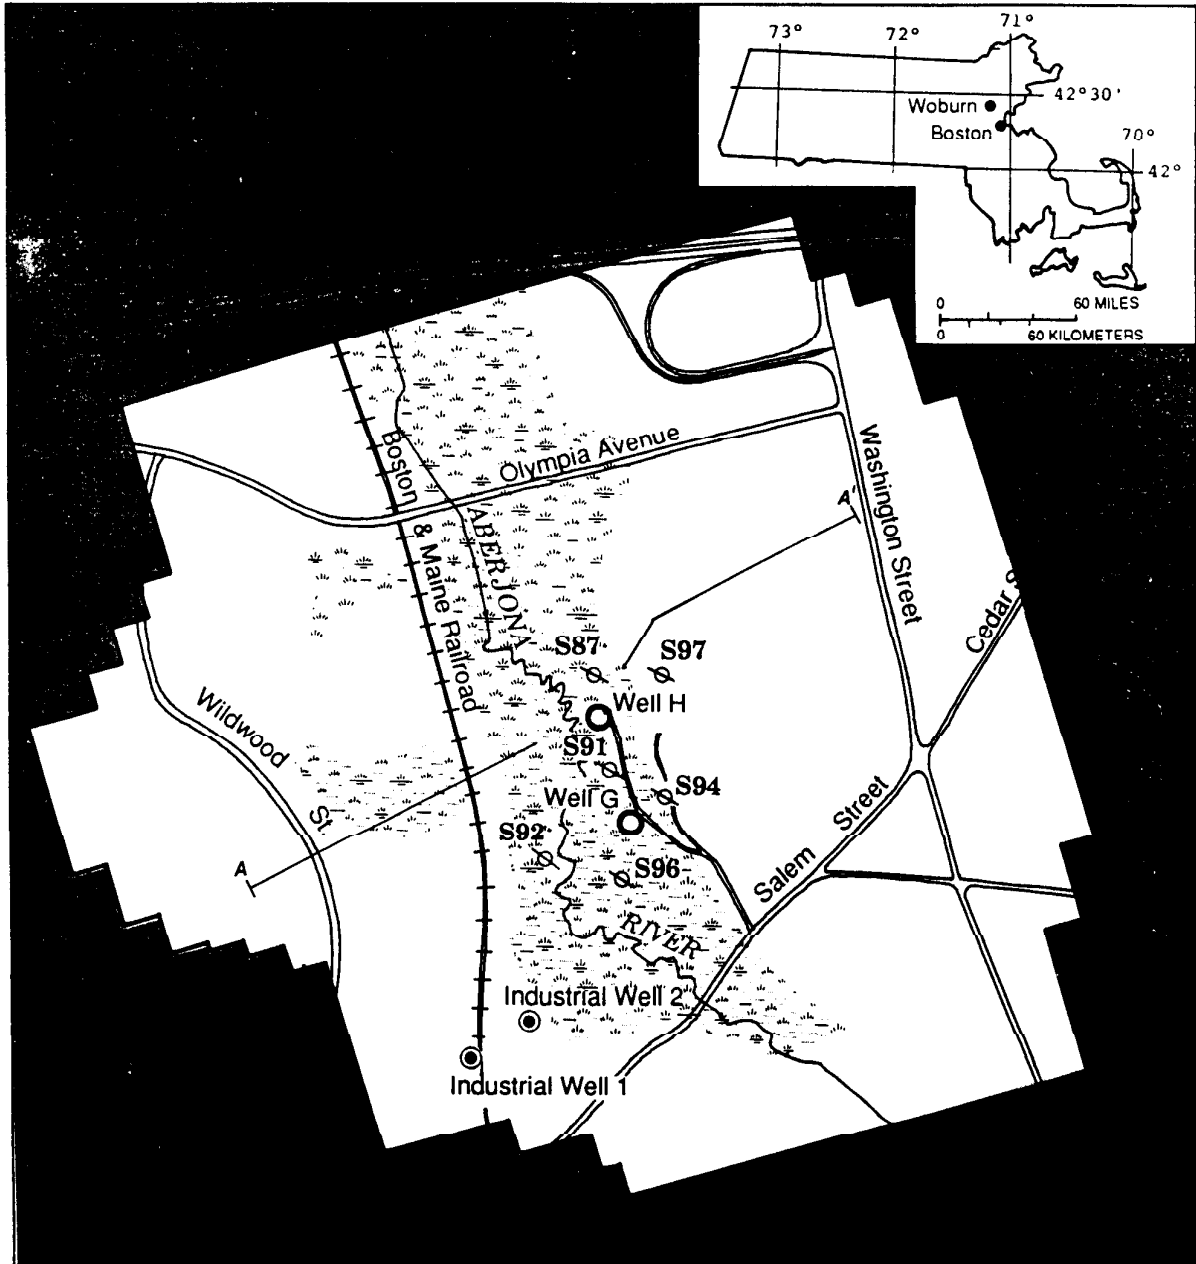 73°
72°
71°
42°30'
Woburn
Boston
70°
42°
0
60 MILES
0
60 KILOMETERS
Olympia Avenue
Washington Street
Boston & Maine Railroad
ABERJONA
A'
Cedar S
S87
S97
Well H
Wildwood St.
S91
Well G
S94
A
S92
S96
Salem Street
RIVER
Industrial Well 2
Industrial Well 1